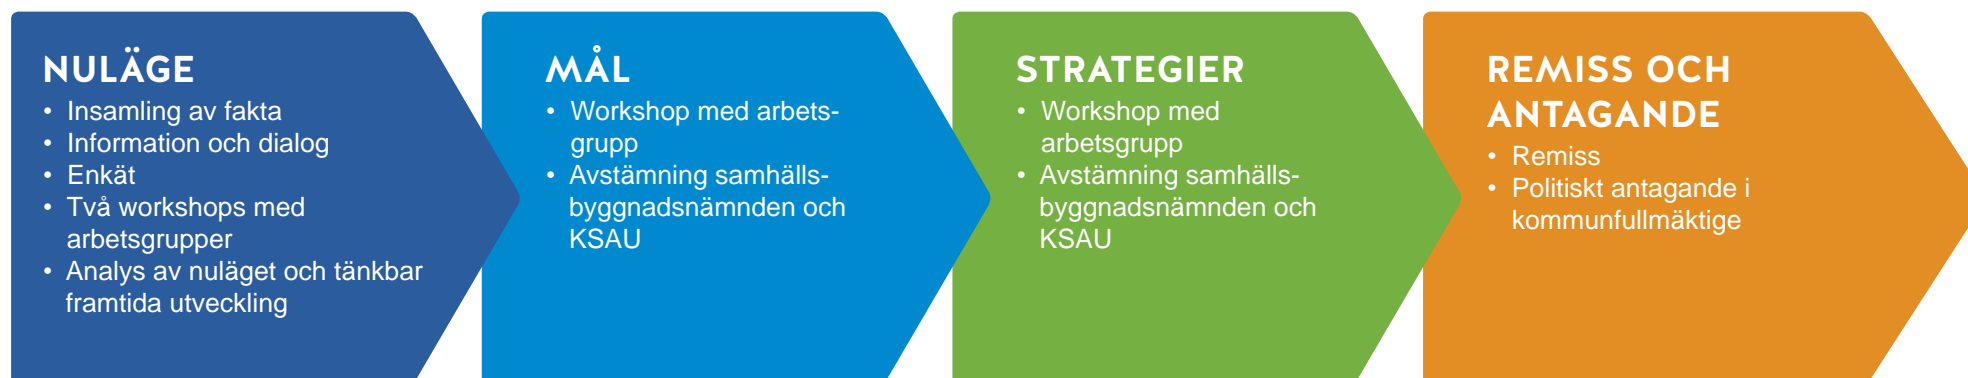 NULÄGE
• Insamling av fakta
• Information och dialog
• Enkät
• Två workshops med
arbetsgrupper
• Analys av nuläget och tänkbar
framtida utveckling
MÅL
• Workshop med arbets-
grupp
• Avstämning samhälls-
byggnadsnämnden och
KSAU
STRATEGIER
• Workshop med
arbetsgrupp
• Avstämning samhälls-
byggnadsnämnden och
KSAU
REMISS OCH
ANTAGANDE
• Remiss
• Politiskt antagande i
kommunfullmäktige